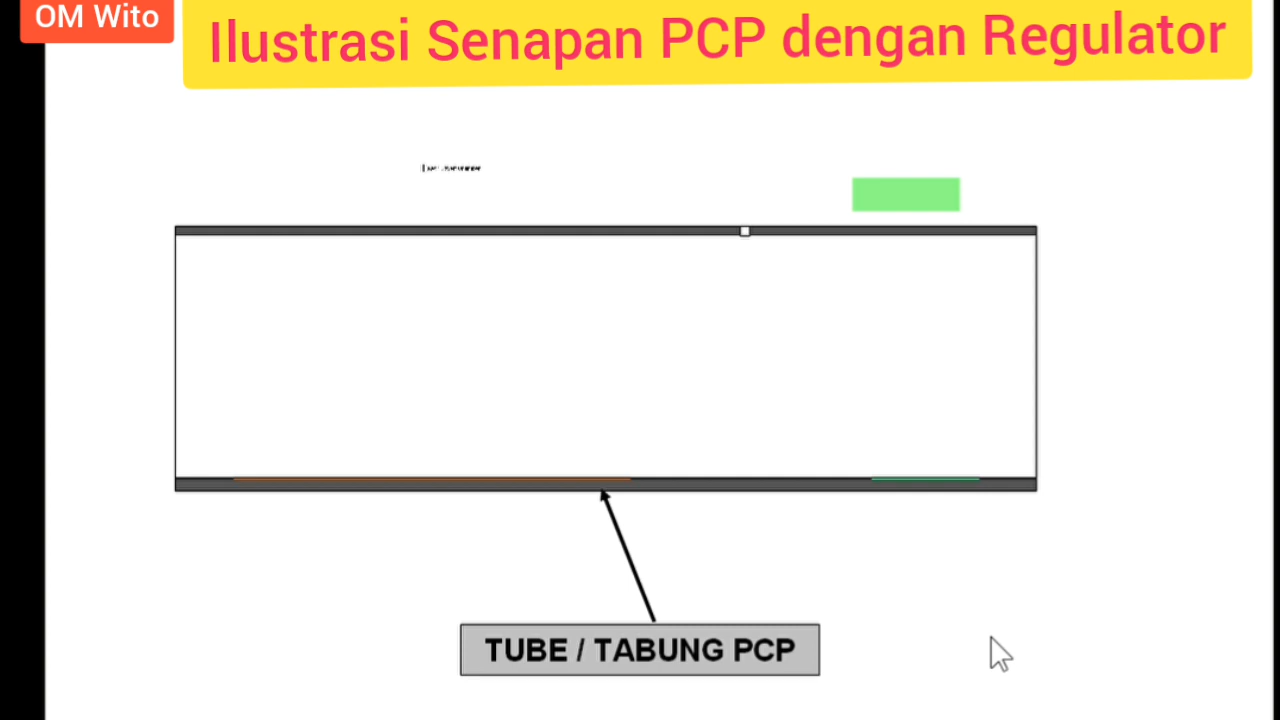 OM Wito
Ilustrasi Senapan PCP dengan Regulator
TUBE / TABUNG PCP